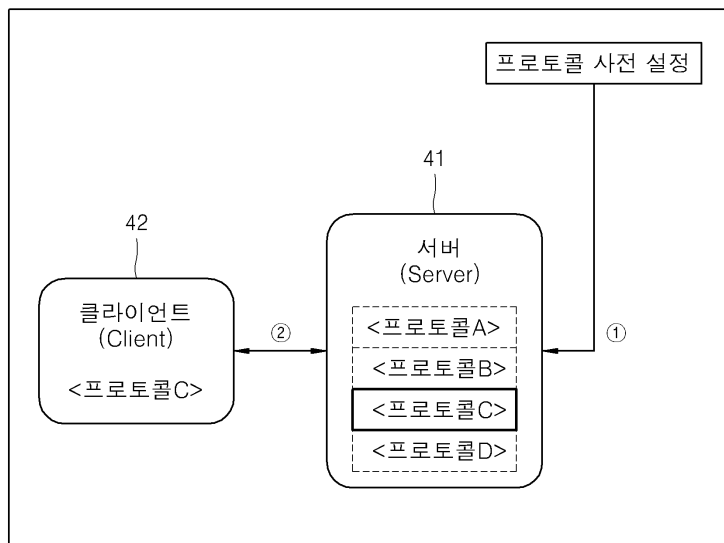 프로토콜 사전 설정
41
42
서버
(Server)
클라이언트
(Client)
②
①
<프로토콜A>
<프로토콜B>
<프로토콜C>
<프로토콜C>
<프로토콜D>